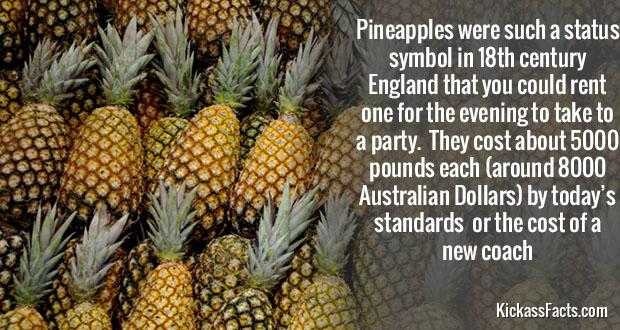 Pineapples were such a status
symbol in 18th century
England that you could rent
one for the evening to take to
a party. They cost about 5000
pounds each (around 8000
Australian Dollars) by today's
standards or the cost of a
new coach
KickassFacts.com